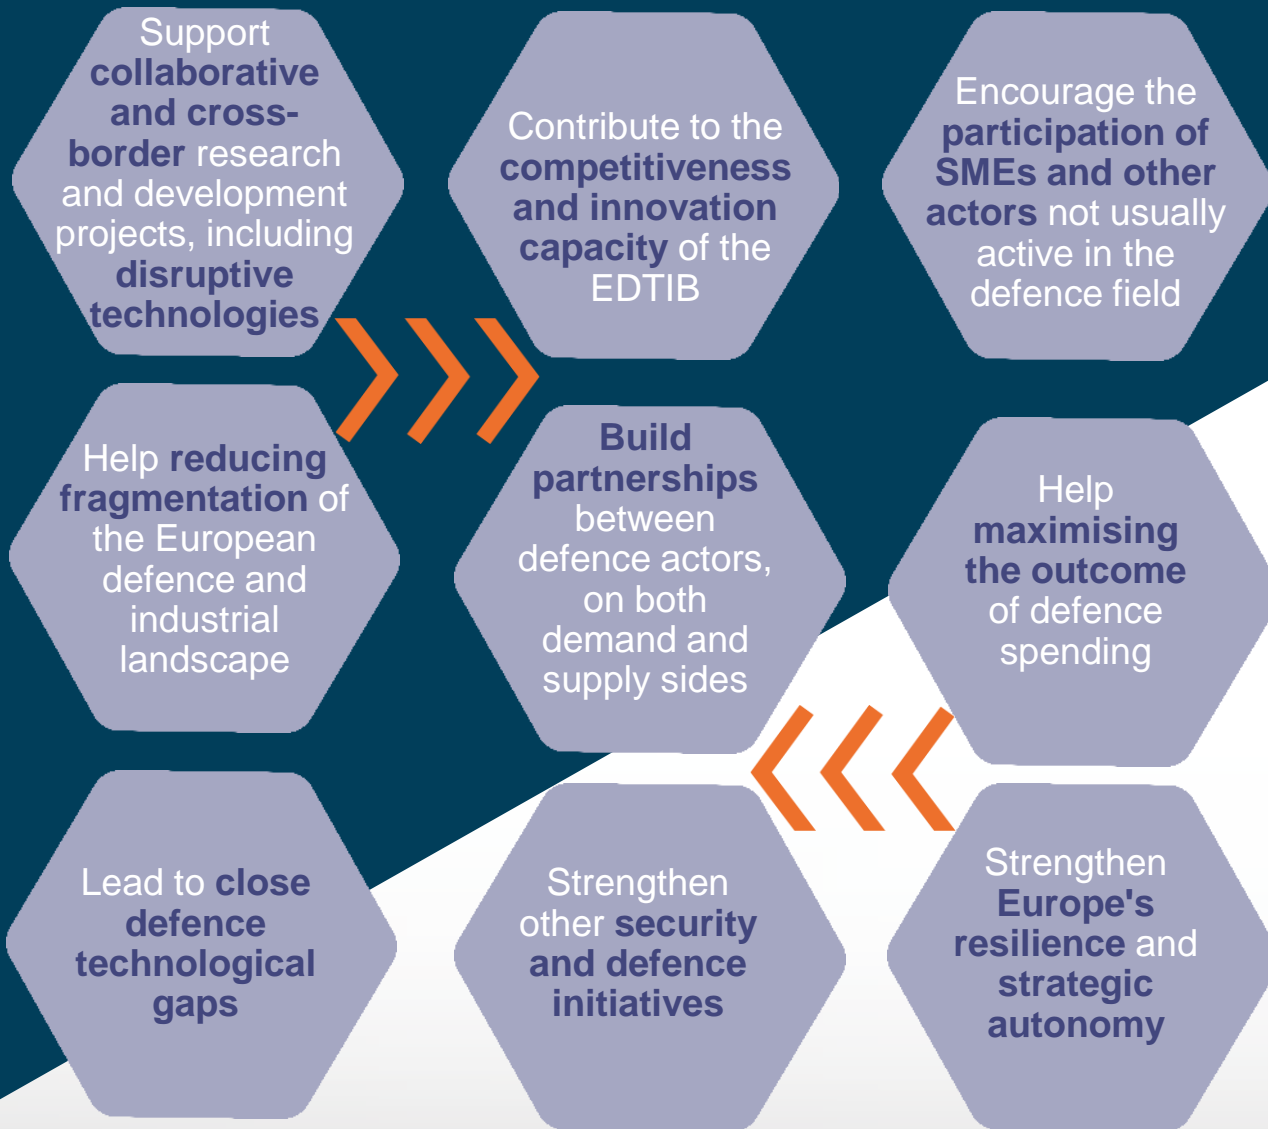 Support
collaborative
and cross-
border research
and development
projects, including
disruptive
technologies
Contribute to the
competitiveness
and innovation
capacity of the
EDTIB
Encourage the
participation of
SMEs and other
actors not usually
active in the
defence field
Help reducing
fragmentation of
the European
defence and
industrial
landscape
Build
partnerships
between
defence actors,
on both
demand and
supply sides
Help
maximising
the outcome
of defence
spending
Lead to close
defence
technological
gaps
Strengthen
other security
and defence
initiatives
Strengthen
Europe's
resilience and
strategic
autonomy